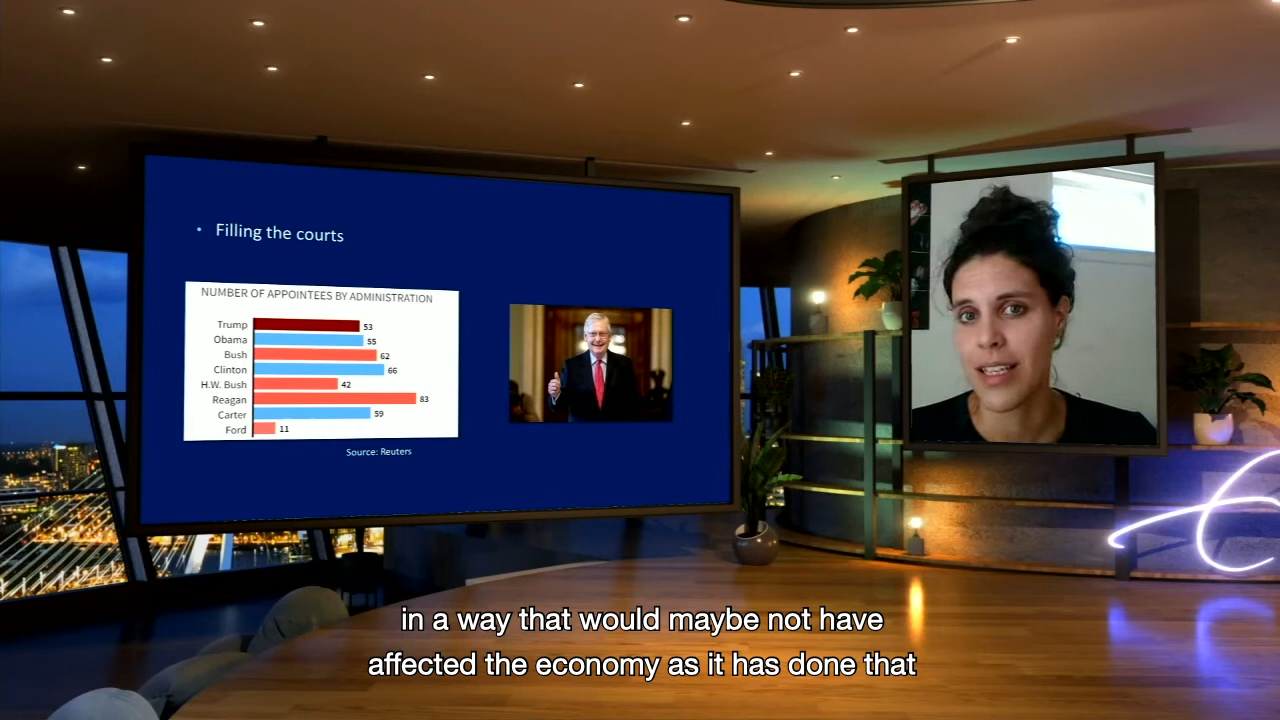 • Filling the courts
NUMBER OF APPOINTEES BY ADMINISTRATION
Trump 53
Obama 55
Bush 62
Clinton 66
H.W. Bush 42
Reagan 83
Carter 59
Ford 11
Source: Reuters
in a way that would maybe not have
affected the economy as it has done that